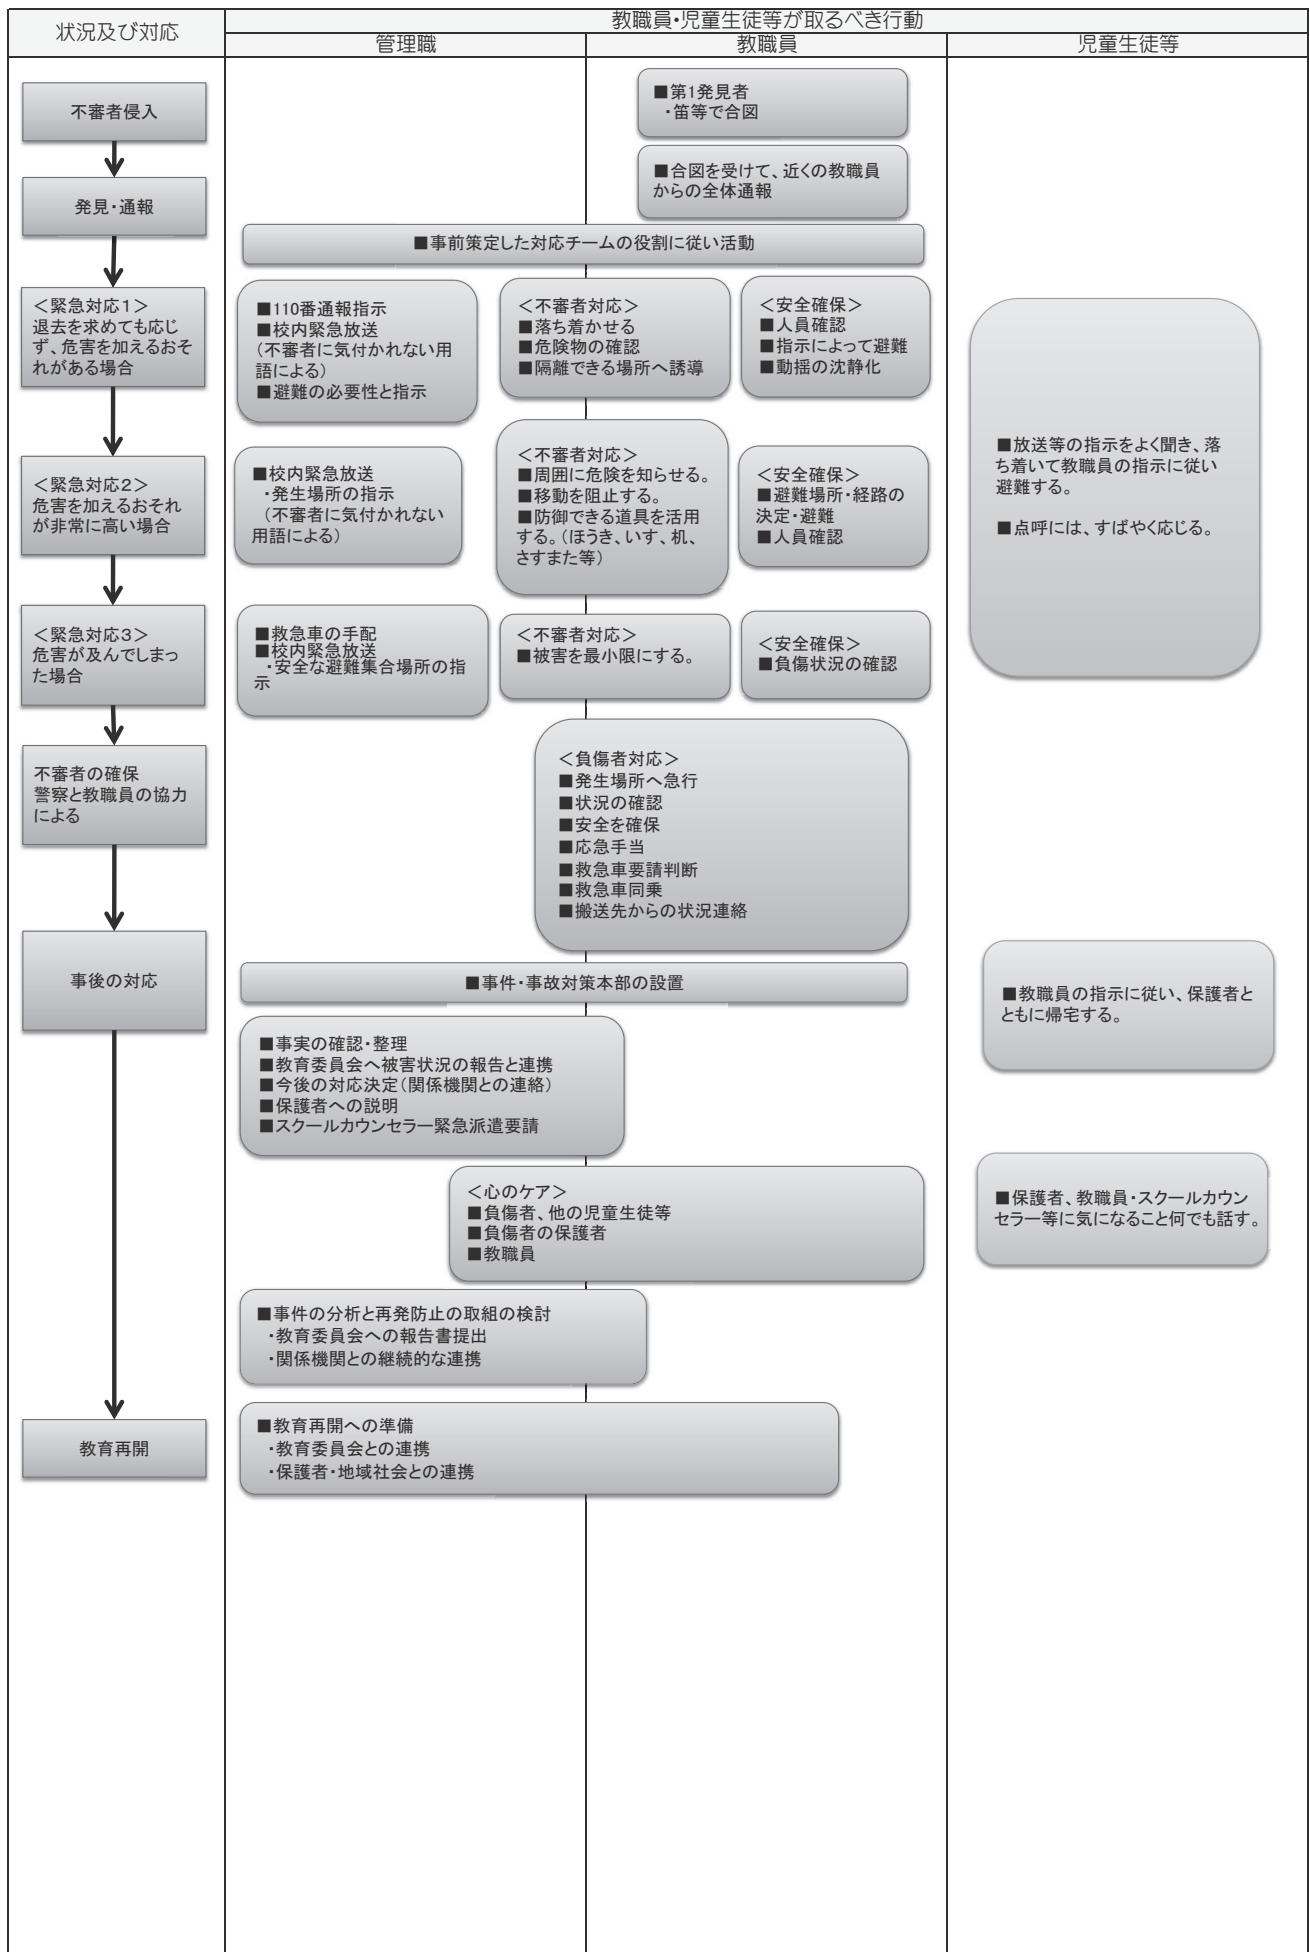 状況及び対応
教職員・児童生徒等が取るべき行動
管理職
教職員
児童生徒等
不審者侵入
■第1発見者
・笛等で合図
発見・通報
■合図を受けて、近くの教職員
からの全体通報
■事前策定した対応チームの役割に従い活動
＜緊急対応１＞
退去を求めても応じ
ず、危害を加えるおそ
れがある場合
■110番通報指示
■校内緊急放送
（不審者に気付かれない用
語による）
■避難の必要性と指示
＜不審者対応＞
■落ち着かせる
■危険物の確認
■隔離できる場所へ誘導
＜安全確保＞
■人員確認
■指示によって避難
■動揺の沈静化
■放送等の指示をよく聞き、落
ち着いて教職員の指示に従い
避難する。
■点呼には、すばやく応じる。
＜緊急対応２＞
危害を加えるおそれ
が非常に高い場合
■校内緊急放送
・発生場所の指示
（不審者に気付かれない
用語による）
＜不審者対応＞
■周囲に危険を知らせる。
■移動を阻止する。
■防御できる道具を活用
する。（ほうき、いす、机、
さすまた等）
＜安全確保＞
■避難場所・経路の
決定・避難
■人員確認
＜緊急対応３＞
危害が及んでしまっ
た場合
■救急車の手配
■校内緊急放送
・安全な避難集合場所の指
示
＜不審者対応＞
■被害を最小限にする。
＜安全確保＞
■負傷状況の確認
不審者の確保
警察と教職員の協力
による
＜負傷者対応＞
■発生場所へ急行
■状況の確認
■安全を確保
■応急手当
■救急車要請判断
■救急車同乗
■搬送先からの状況連絡
事後の対応
■事件・事故対策本部の設置
■教職員の指示に従い、保護者と
ともに帰宅する。
■事実の確認・整理
■教育委員会へ被害状況の報告と連携
■今後の対応決定（関係機関との連絡）
■保護者への説明
■スクールカウンセラー緊急派遣要請
＜心のケア＞
■負傷者、他の児童生徒等
■負傷者の保護者
■教職員
■保護者、教職員・スクールカウン
セラー等に気になること何でも話す。
■事件の分析と再発防止の取組の検討
・教育委員会への報告書提出
・関係機関との継続的な連携
教育再開
■教育再開への準備
・教育委員会との連携
・保護者・地域社会との連携